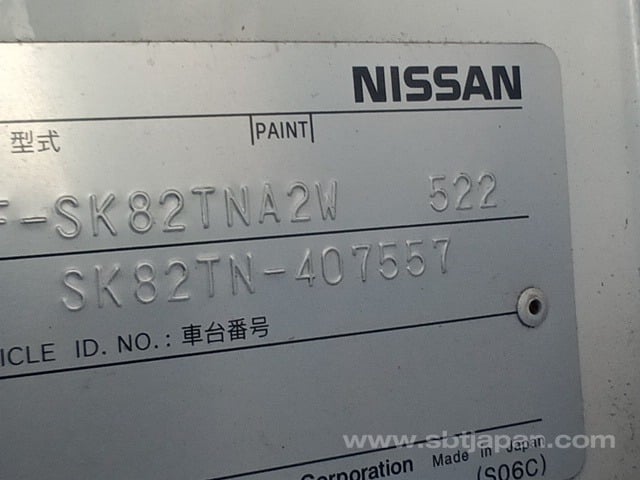 NISSAN
型式 PAINT
F-SK82TNA2W 522
SK82TN-407557
ICLE ID. NO.: 車台番号
www.sbtjapan.com
Corporation Made in Japan
(S06C)